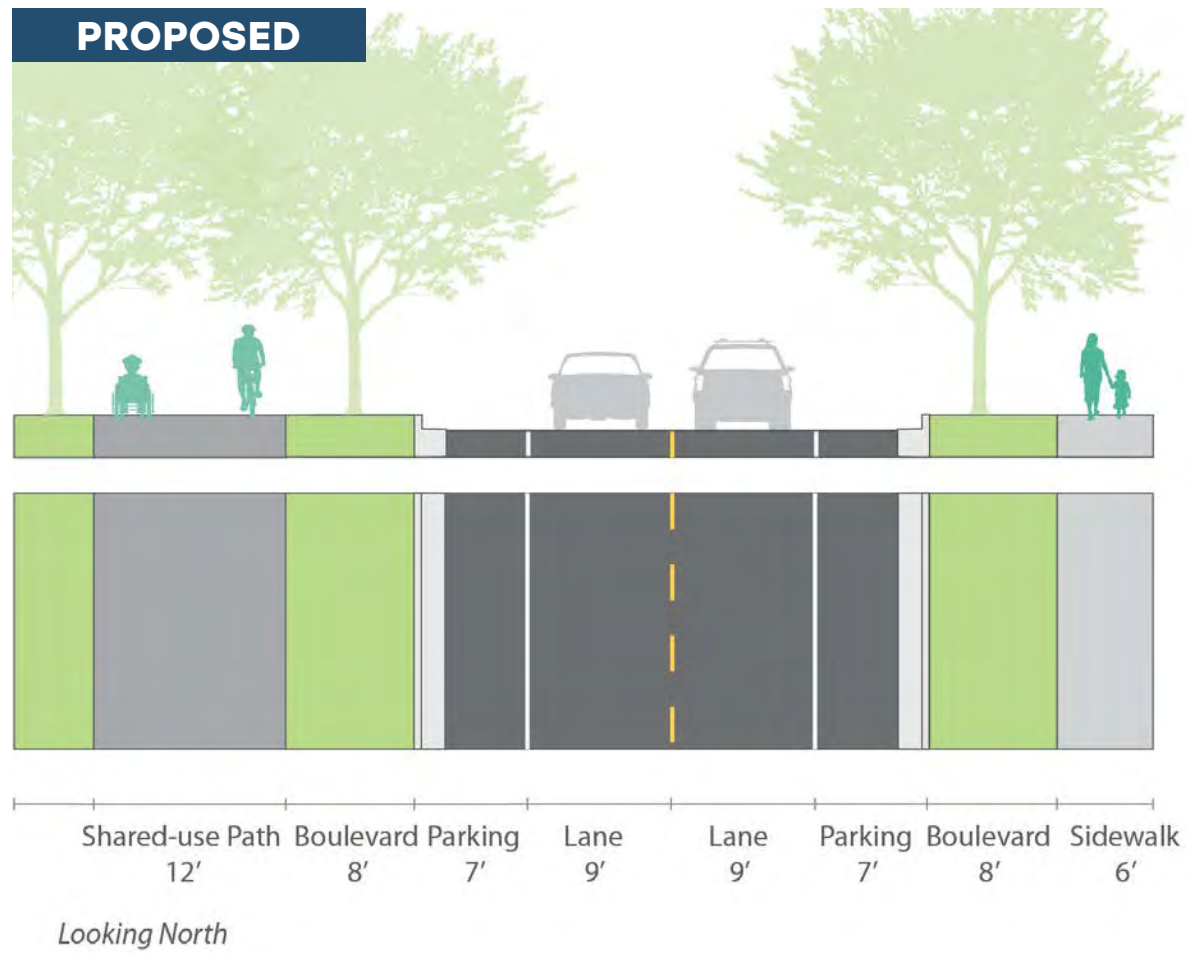 PROPOSED
Shared-use Path Boulevard Parking Lane Lane Parking Boulevard Sidewalk
12’ 8’ 7’ 9’ 9’ 7’ 8’ 6’
Looking North